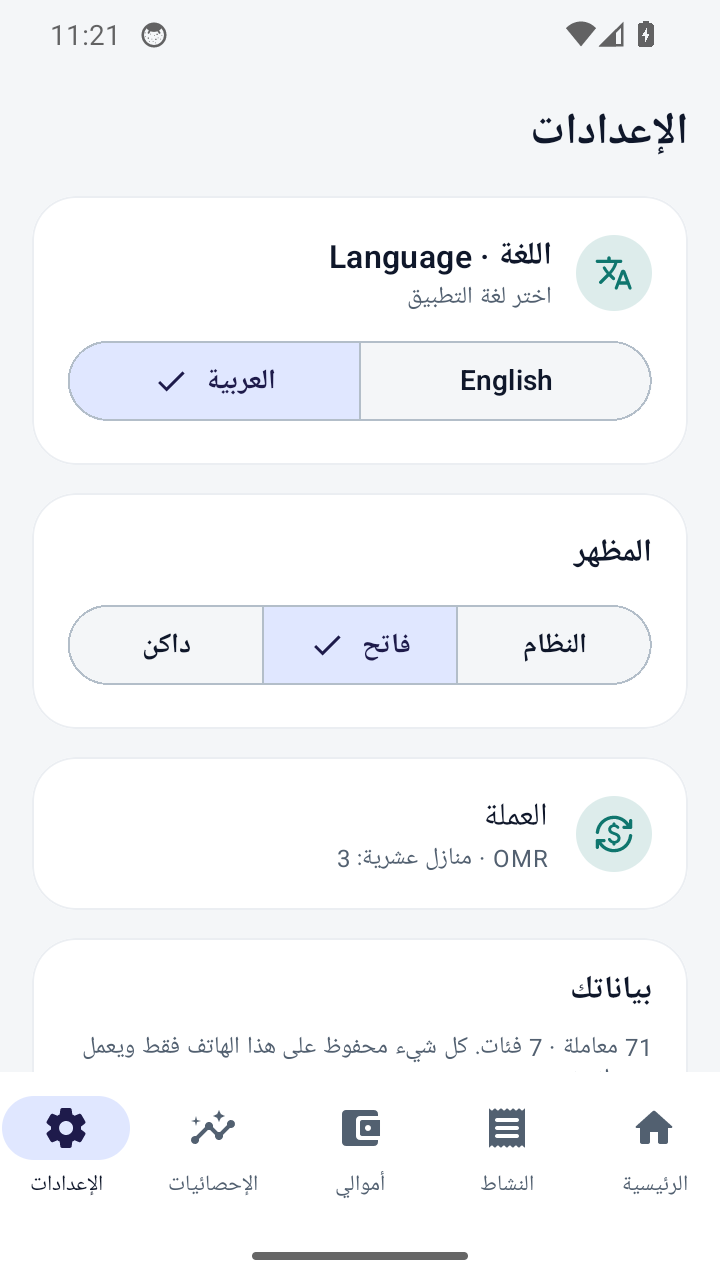 11:21
الإعدادات
اللغة · Language
اختر لغة التطبيق
English
العربية
المظهر
النظام
فاتح
داكن
العملة
OMR · منازل عشرية: 3
بياناتك
71 معاملة · 7 فئات. كل شيء محفوظ على هذا الهاتف فقط ويعمل
الرئيسية
النشاط
أموالي
الإحصائيات
الإعدادات